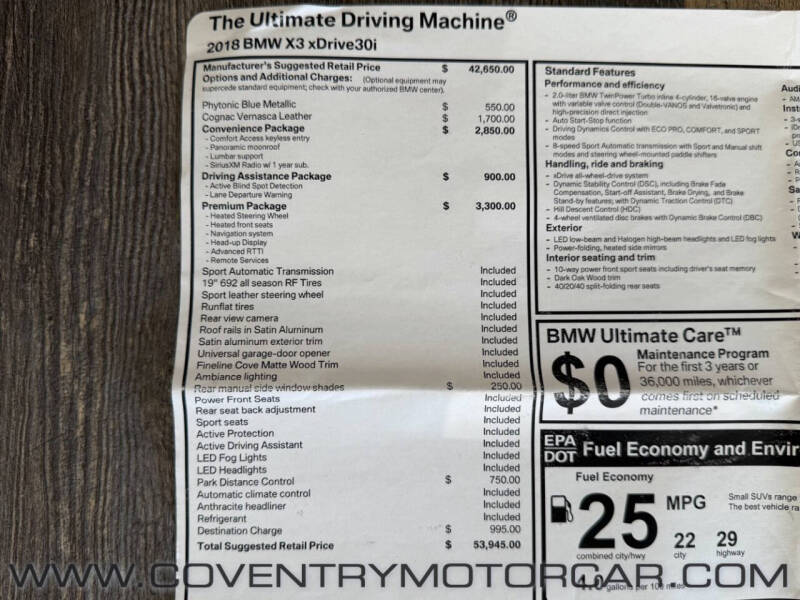 The Ultimate Driving Machine®
2018 BMW X3 xDrive30i
Manufacturer's Suggested Retail Price $ 42,650.00
Options and Additional Charges: (Optional equipment may
supercede standard equipment; check with your authorized BMW center).
Phytonic Blue Metallic $ 550.00
Cognac Vernasca Leather $ 1,700.00
Convenience Package $ 2,850.00
- Comfort Access keyless entry
- Panoramic moonroof
- Lumbar support
- SiriusXM Radio w/ 1 year sub.
Driving Assistance Package $ 900.00
- Active Blind Spot Detection
- Lane Departure Warning
Premium Package $ 3,300.00
- Heated Steering Wheel
- Heated front seats
- Navigation system
- Head-up Display
- Advanced RTTI
- Remote Services
Sport Automatic Transmission Included
19" 692 all season RF Tires Included
Sport leather steering wheel Included
Runflat tires Included
Rear view camera Included
Roof rails in Satin Aluminum Included
Satin aluminum exterior trim Included
Universal garage-door opener Included
Fineline Cove Matte Wood Trim Included
Ambiance lighting Included
Rear manual side window shades $ 250.00
Power Front Seats Included
Rear seat back adjustment Included
Sport seats Included
Active Protection Included
Active Driving Assistant Included
LED Fog Lights Included
LED Headlights Included
Park Distance Control $ 750.00
Automatic climate control Included
Anthracite headliner Included
Refrigerant Included
Destination Charge $ 995.00
Total Suggested Retail Price $ 53,945.00
Standard Features
Performance and efficiency
- 2.0-liter BMW TwinPower Turbo inline 4-cylinder, 16-valve engine
with variable valve control (Double-VANOS and Valvetronic) and
high-precision direct injection
- Auto Start-Stop function
- Driving Dynamics Control with ECO PRO, COMFORT, and SPORT
modes
- 8-speed Sport Automatic transmission with Sport and Manual shift
modes and steering wheel-mounted paddle shifters
Handling, ride and braking
- xDrive all-wheel-drive system
- Dynamic Stability Control (DSC), including Brake Fade
Compensation, Start-off Assistant, Brake Drying, and Brake
Stand-by features; with Dynamic Traction Control (DTC)
- Hill Descent Control (HDC)
- 4-wheel ventilated disc brakes with Dynamic Brake Control (DBC)
Exterior
- LED low-beam and Halogen high-beam headlights and LED fog lights
- Power-folding, heated side mirrors
Interior seating and trim
- 10-way power front sport seats including driver's seat memory
- Dark Oak Wood trim
- 40/20/40 split-folding rear seats
BMW Ultimate Care™
$0
Maintenance Program
For the first 3 years or
36,000 miles, whichever
comes first on scheduled
maintenance*
EPA
DOT
Fuel Economy and Envir
Fuel Economy
25 MPG
combined city/hwy
22
city
29
highway
Small SUVs range
The best vehicle ra
4.0 gallons per 100 miles
WWW.COVENTRYMOTORCAR.COM